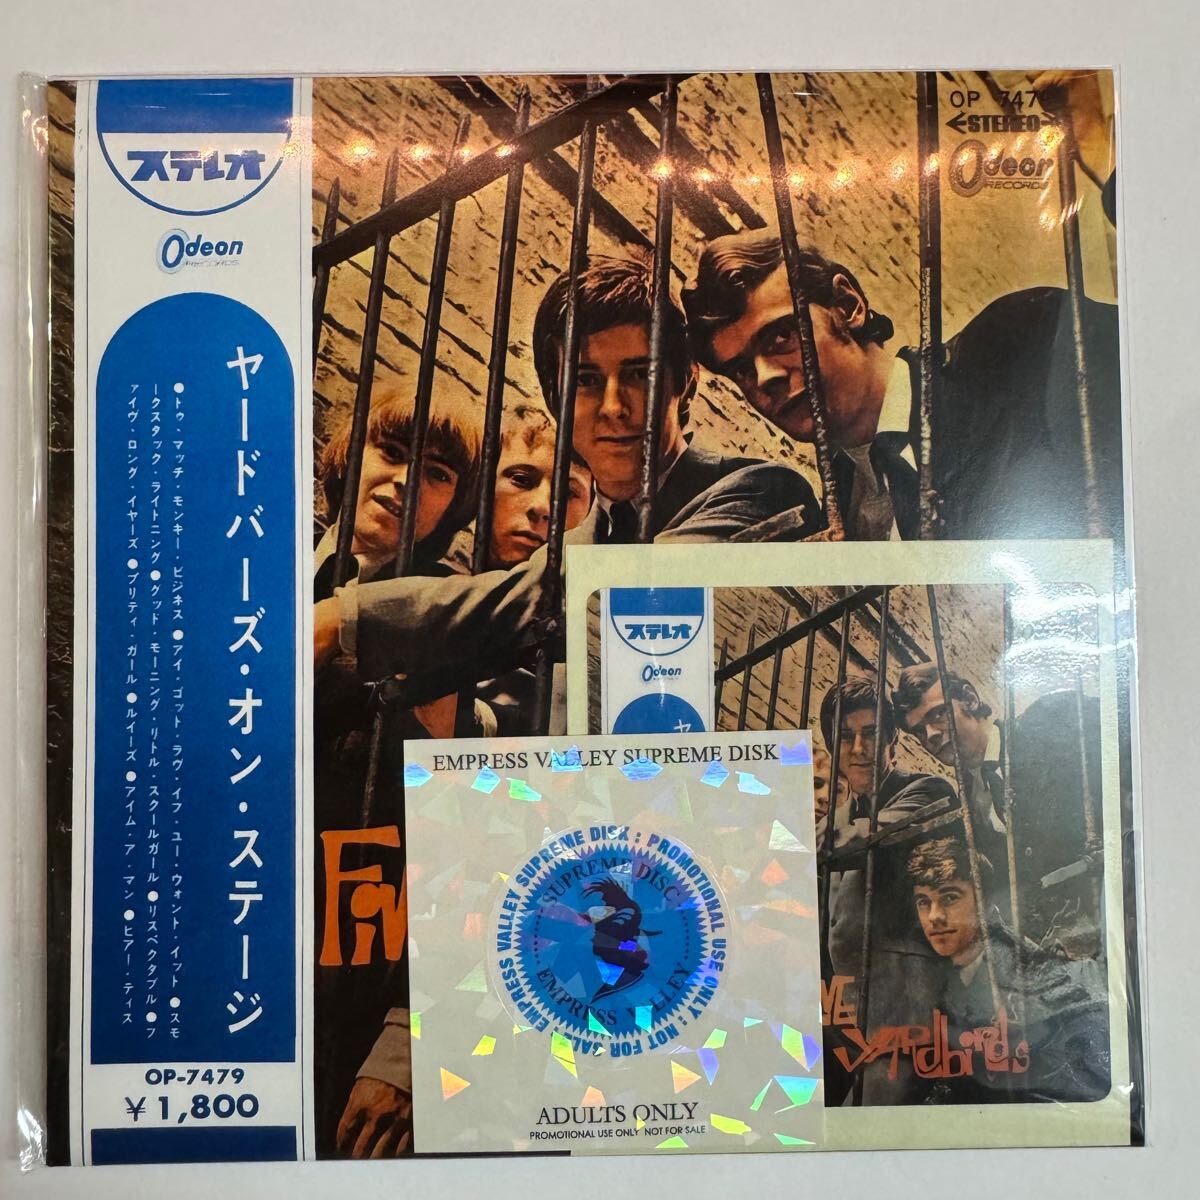 ステレオ
Odeon
RECORDS
ヤードバーズ・オン・ステージ
●トゥ・マッチ・モンキー・ビジネス ●アイ・ゴット・ラヴ・イフ・ユー・ウォント・イット ●スモ
ークスタック・ライトニング ●グッド・モーニング・リトル・スクールガール ●リスペクタブル ●フ
ァイヴ・ロング・イヤーズ ●プリティ・ガール ●ルイーズ ●アイム・ア・マン ●ヒアー・ティス
OP-7479
¥1,800
STEREO
Odeon
RECORDS
ステレオ
Odeon
ヤ
Yardbirds
EMPRESS VALLEY SUPREME DISK
EMPRESS VALLEY SUPREME DISK : PROMOTIONAL USE ONLY : NOT FOR SALE
SUPREME DISC
EMPRESS VALLEY
ADULTS ONLY
PROMOTIONAL USE ONLY NOT FOR SALE